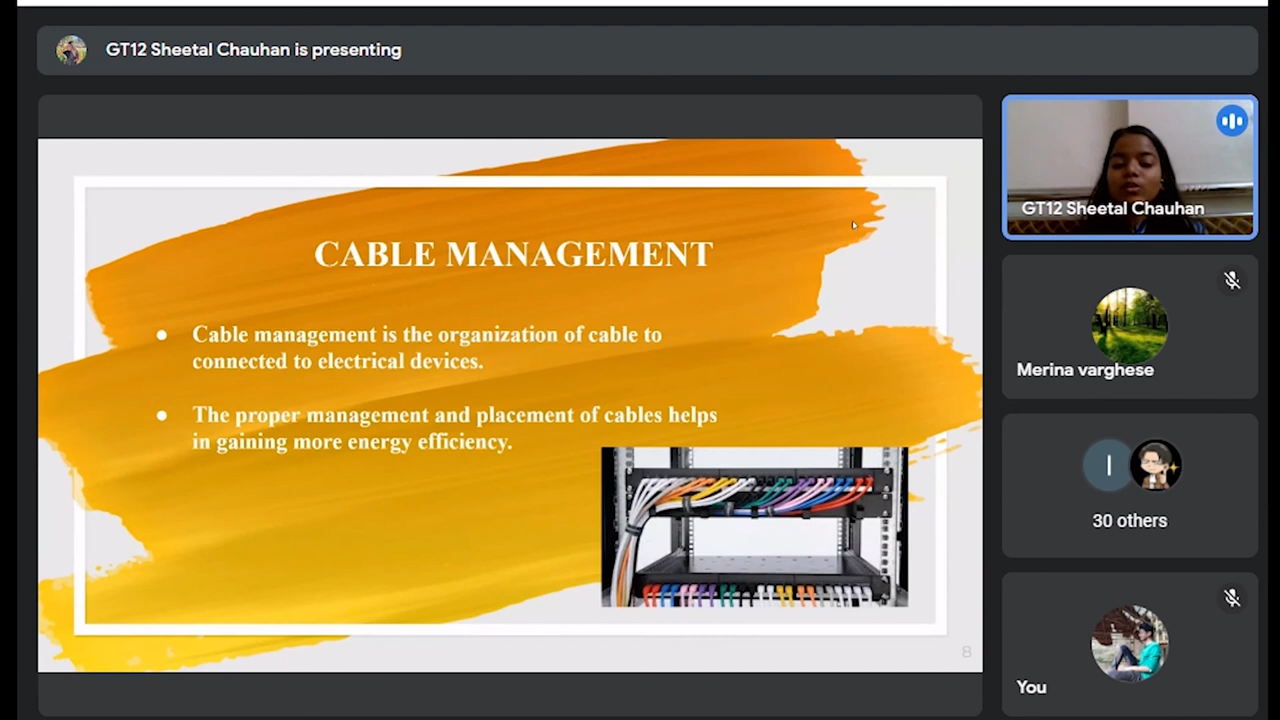 GT12 Sheetal Chauhan is presenting
CABLE MANAGEMENT
● Cable management is the organization of cable to
connected to electrical devices.
● The proper management and placement of cables helps
in gaining more energy efficiency.
8
GT12 Sheetal Chauhan
Merina varghese
I
30 others
You